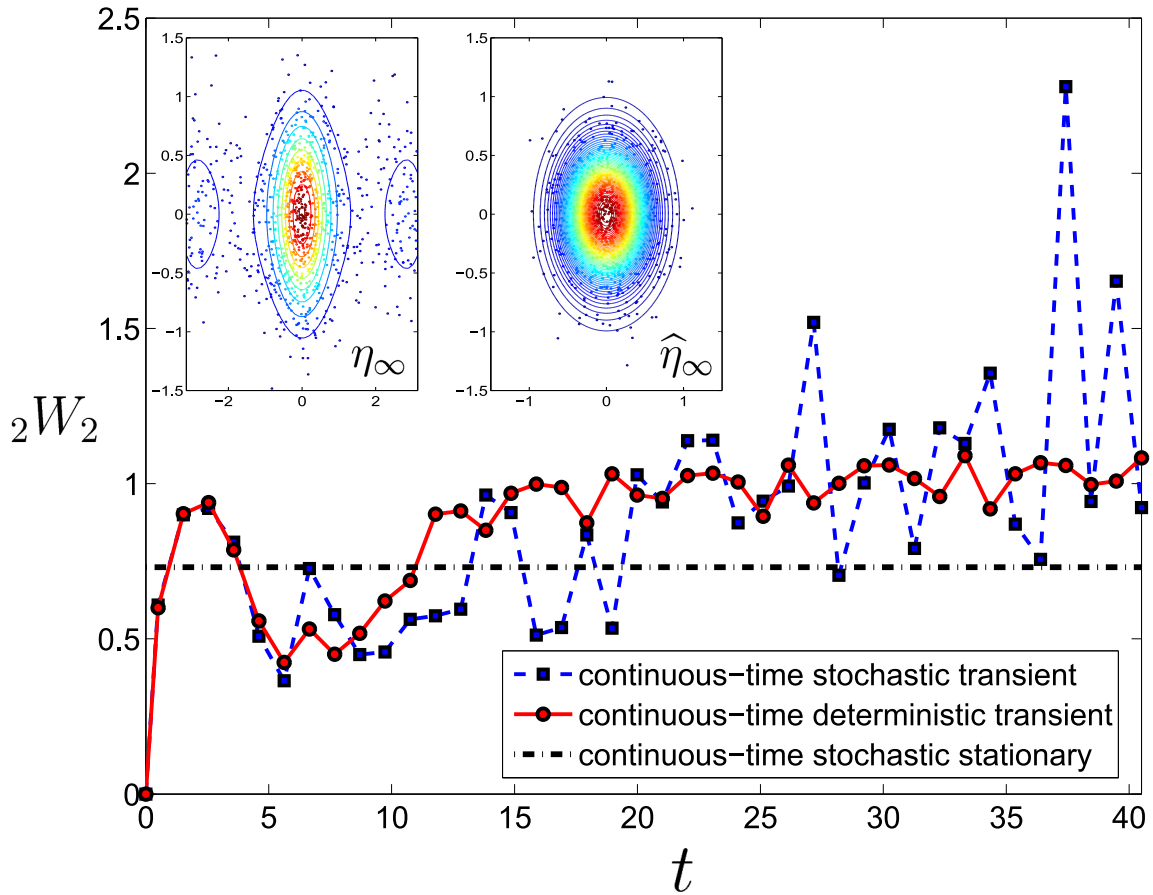 2.5
2
1.5
1
0.5
0
₂W₂
1.5
1
0.5
0
−0.5
−1
−1.5
−2 0 2
η∞
1.5
1
0.5
0
−0.5
−1
−1.5
−1 0 1
η̂∞
continuous−time stochastic transient
continuous−time deterministic transient
continuous−time stochastic stationary
0 5 10 15 20 25 30 35 40
t